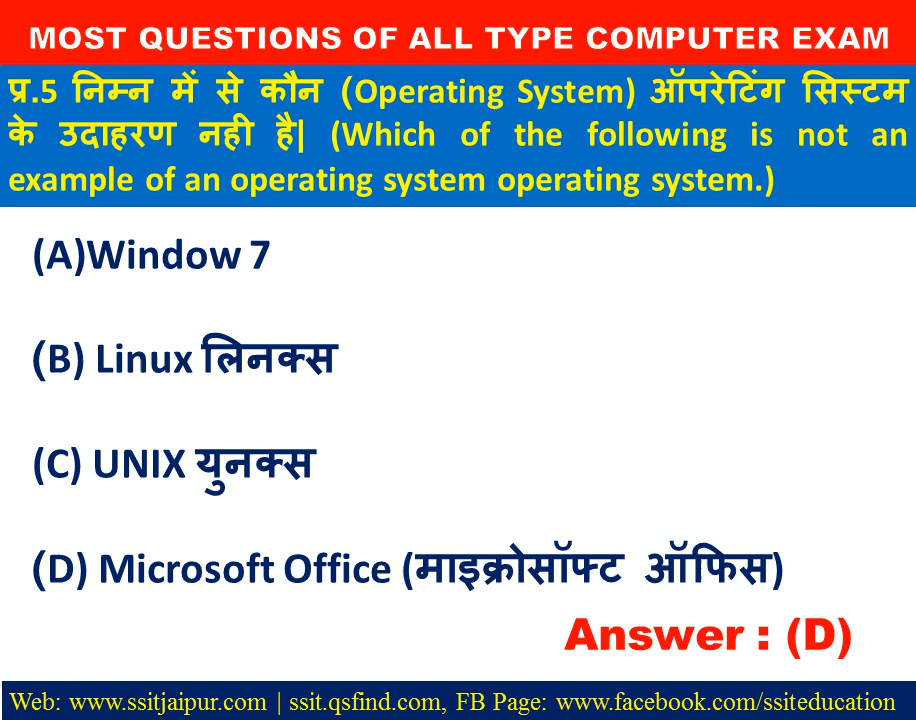 MOST QUESTIONS OF ALL TYPE COMPUTER EXAM
प्र.5 निम्न में से कौन (Operating System) ऑपरेटिंग सिस्टम
के उदाहरण नही है| (Which of the following is not an
example of an operating system operating system.)
(A)Window 7
(B) Linux लिनक्स
(C) UNIX युनक्स
(D) Microsoft Office (माइक्रोसॉफ्ट ऑफिस)
Answer : (D)
Web: www.ssitjaipur.com | ssit.qsfind.com, FB Page: www.facebook.com/ssiteducation